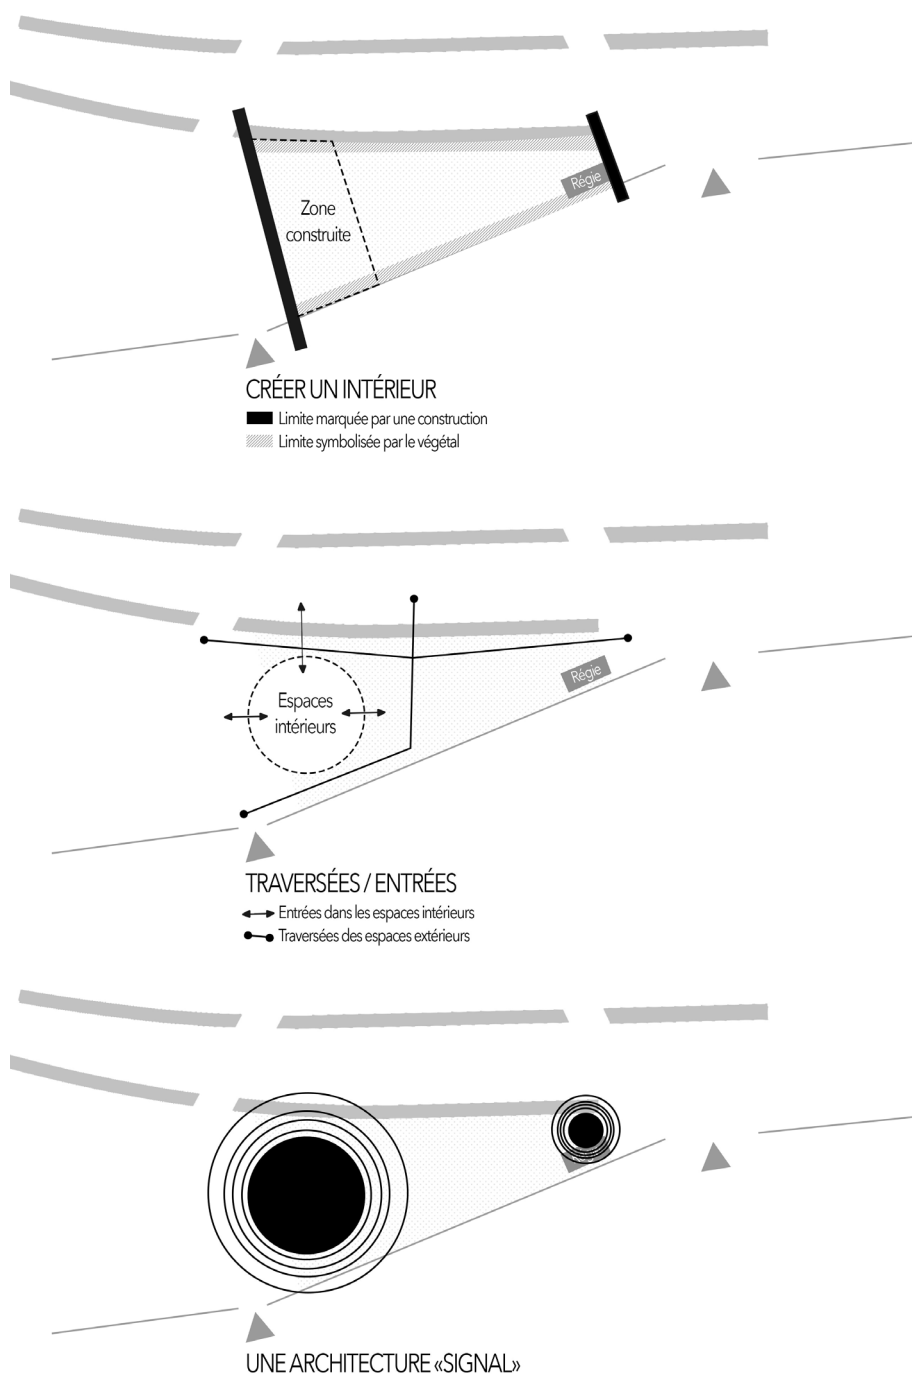 Régie
Zone
construite
CRÉER UN INTÉRIEUR
Limite marquée par une construction
Limite symbolisée par le végétal
Régie
Espaces
intérieurs
TRAVERSÉES / ENTRÉES
Entrées dans les espaces intérieurs
Traversées des espaces extérieurs
UNE ARCHITECTURE «SIGNAL»